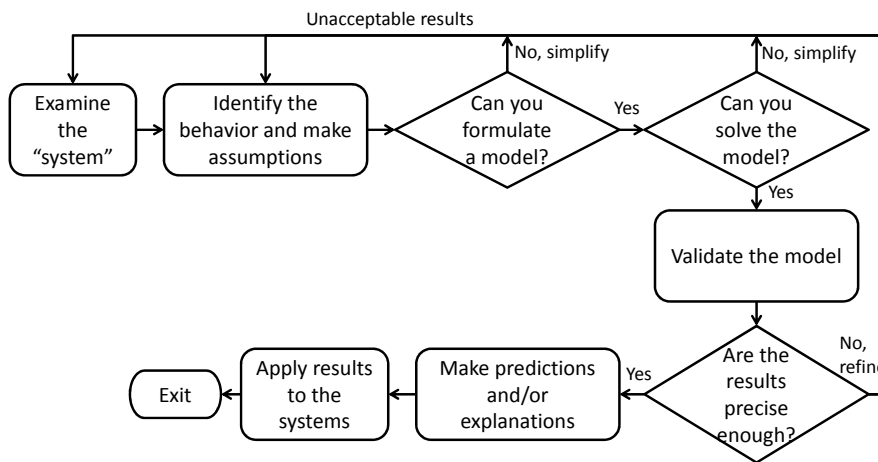 Unacceptable results
No, simplify
No, simplify
Examine
the
“system”
Identify the
behavior and make
assumptions
Can you
formulate
a model?
Yes
Can you
solve the
model?
Yes
Validate the model
Are the
results
precise
enough?
No,
refine
Yes
Make predictions
and/or
explanations
Apply results
to the
systems
Exit